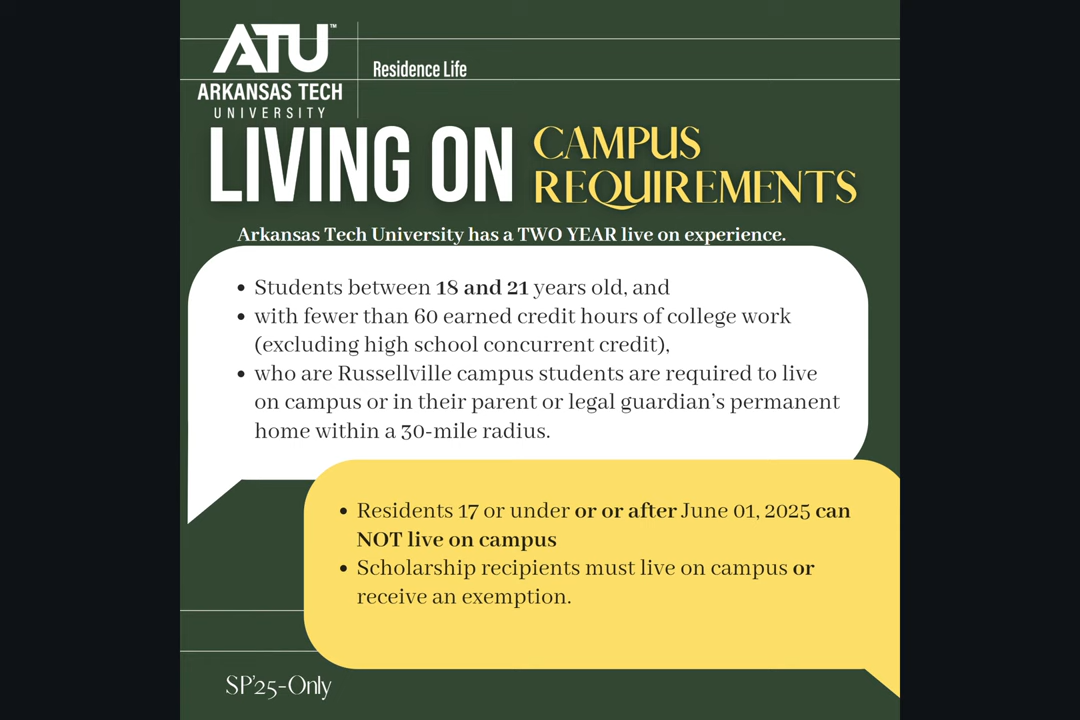 ATU™
ARKANSAS TECH
UNIVERSITY
Residence Life
LIVING ON
CAMPUS
REQUIREMENTS
Arkansas Tech University has a TWO YEAR live on experience.
• Students between 18 and 21 years old, and
• with fewer than 60 earned credit hours of college work
(excluding high school concurrent credit),
• who are Russellville campus students are required to live
on campus or in their parent or legal guardian's permanent
home within a 30-mile radius.
• Residents 17 or under or or after June 01, 2025 can
NOT live on campus
• Scholarship recipients must live on campus or
receive an exemption.
SP'25-Only